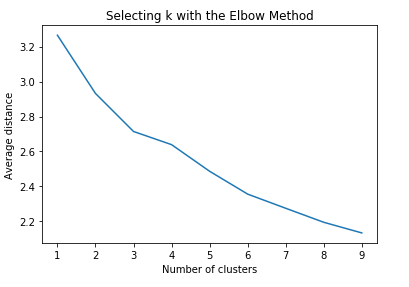 Selecting k with the Elbow Method
3.2
3.0
2.8
2.6
2.4
2.2
Average distance
1 2 3 4 5 6 7 8 9
Number of clusters